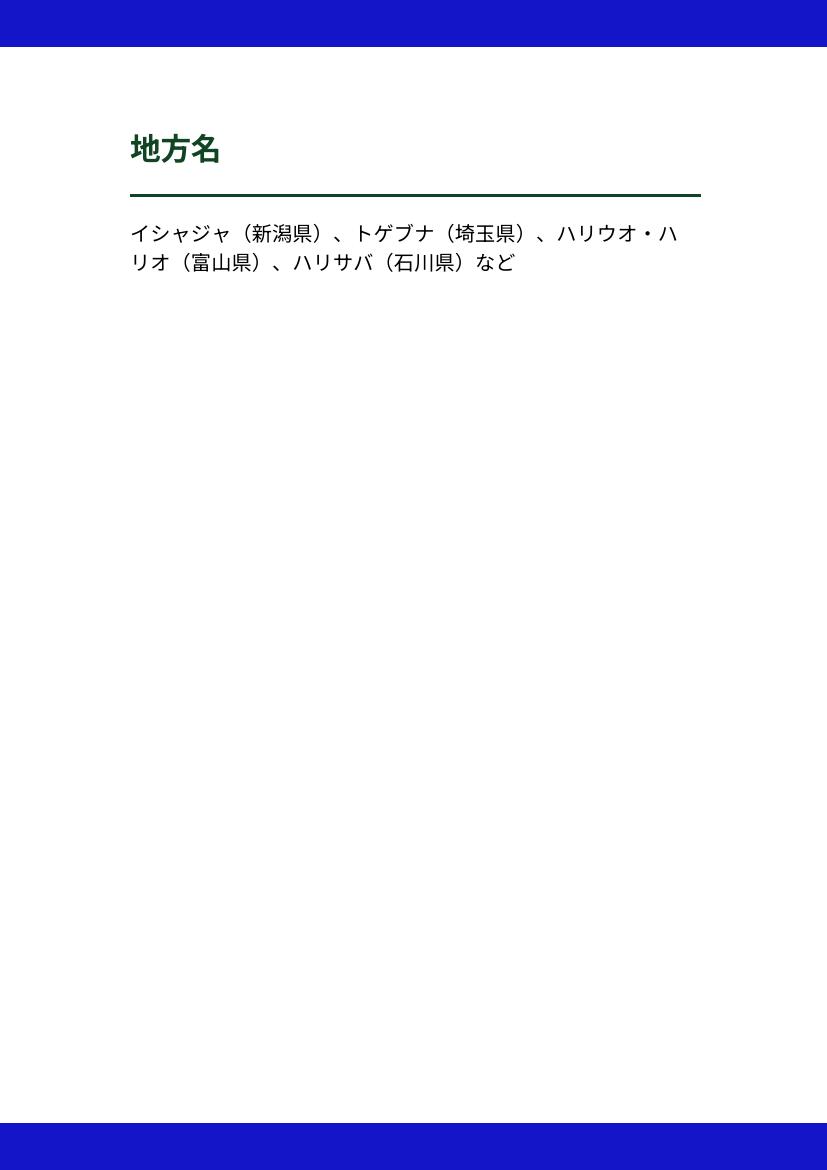 地方名
イシャジャ（新潟県）、トゲブナ（埼玉県）、ハリウオ・ハ
リオ（富山県）、ハリサバ（石川県）など